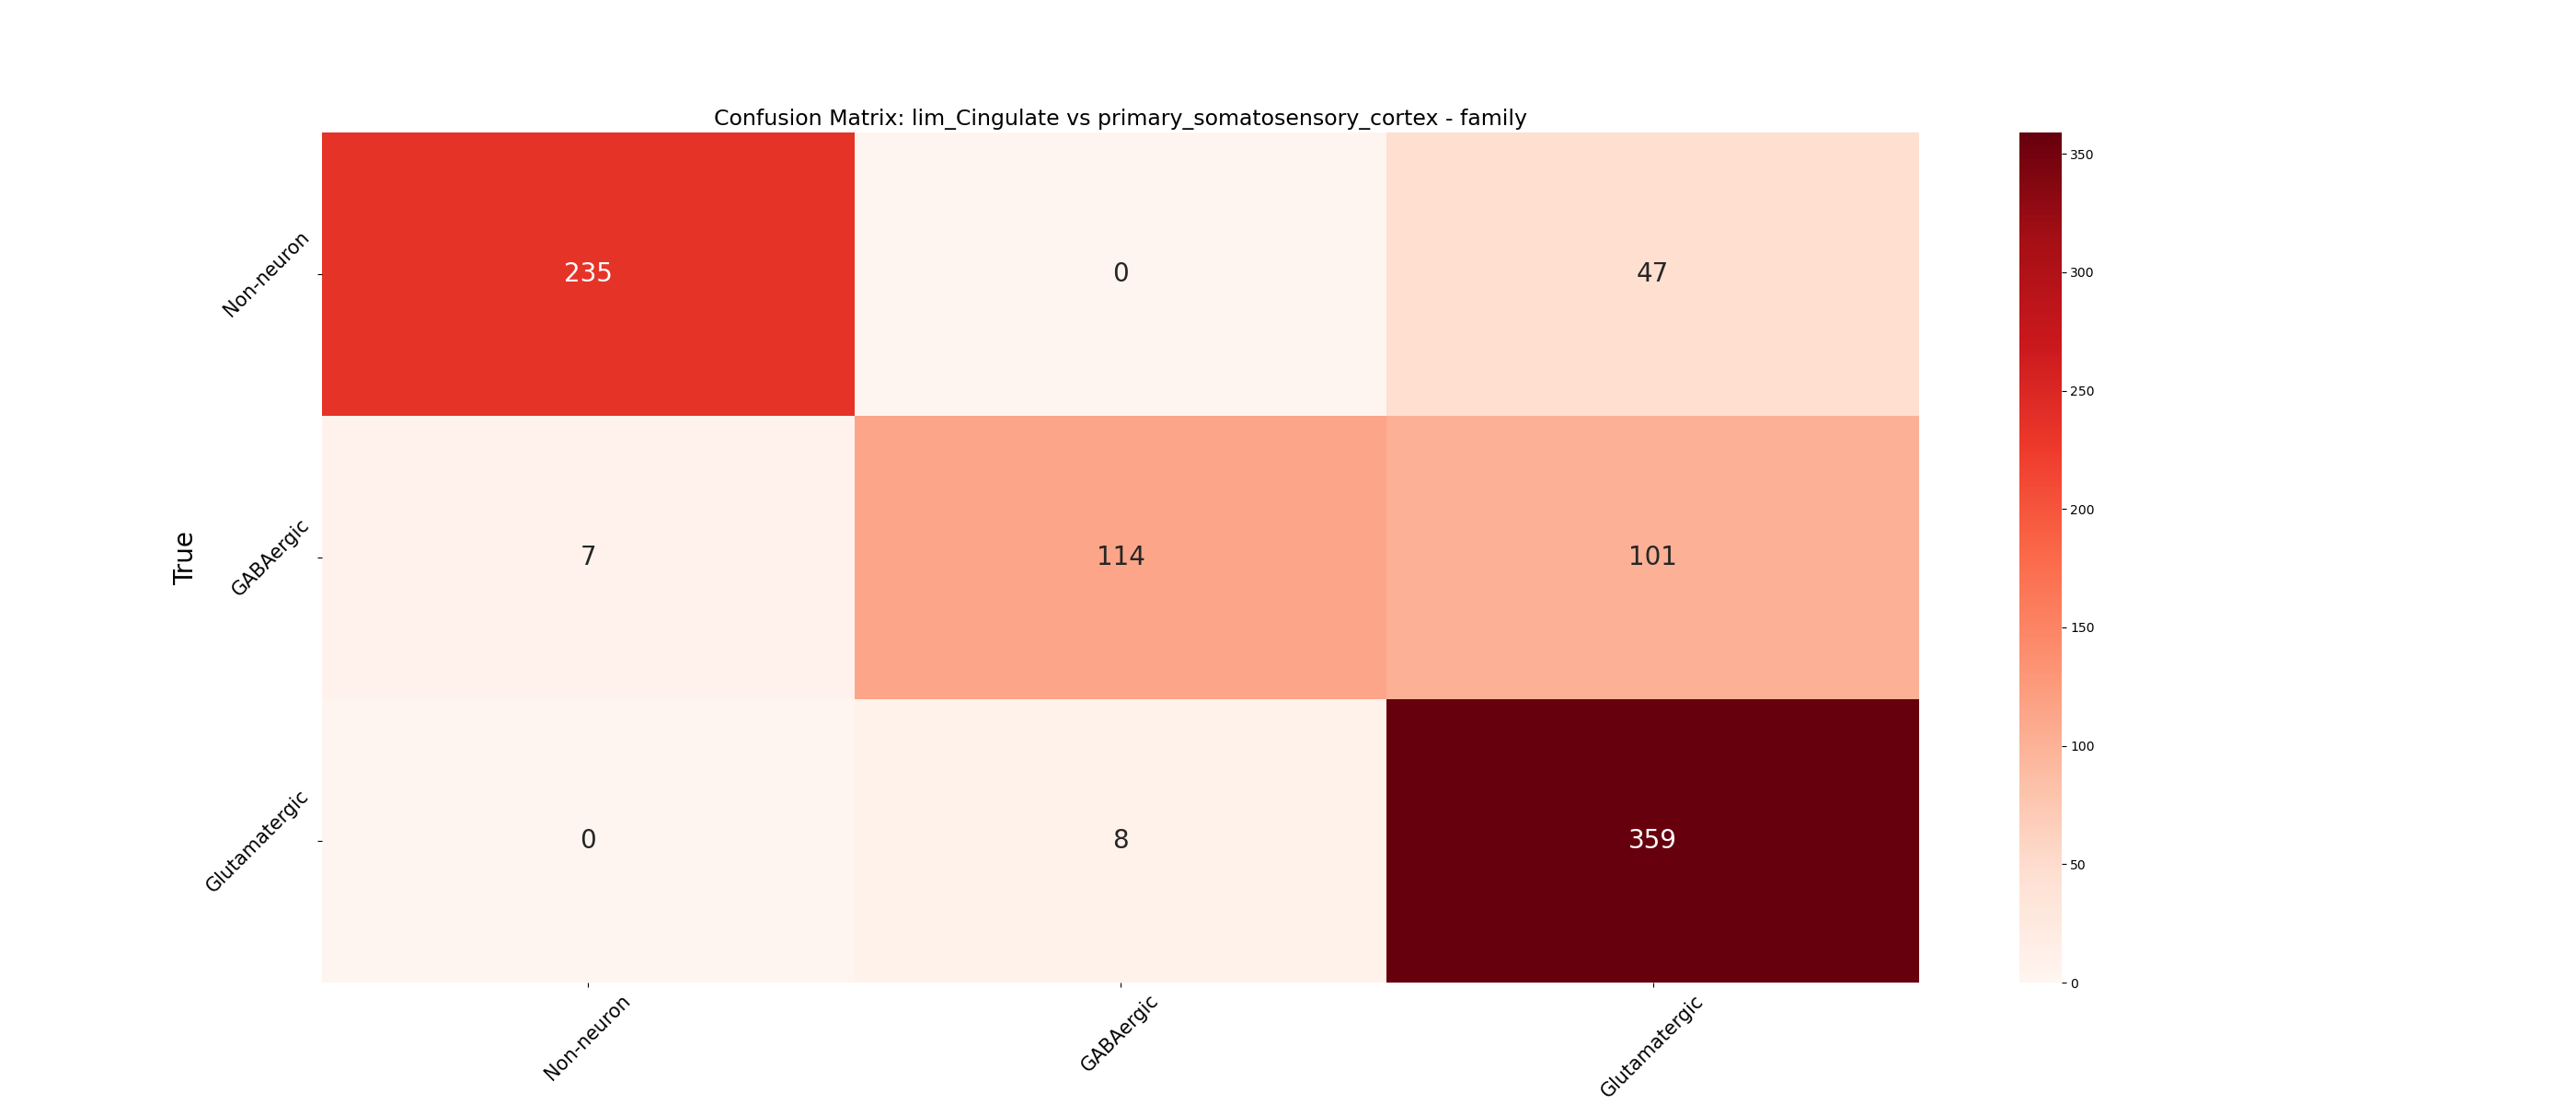 Confusion Matrix: lim_Cingulate vs primary_somatosensory_cortex - family
True
Non-neuron
235
0
47
GABAergic
7
114
101
Glutamatergic
0
8
359
Non-neuron
GABAergic
Glutamatergic
350
300
250
200
150
100
50
0